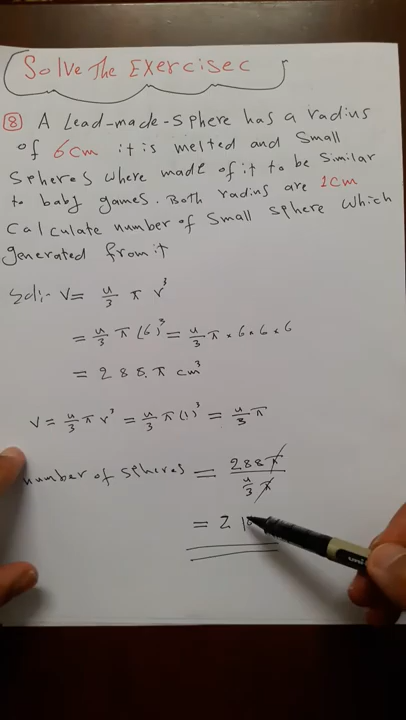 Solve The Exercisec
8 A Lead-made-sphere has a radius
of 6cm it is melted and Small
Spheres where made of it to be similar
to baby games. Both radius are 1cm
Calculate number of small sphere which
generated from it
Sol:- V= 4/3 π r³
= 4/3 π (6)³ = 4/3 π × 6 × 6 × 6
= 288 π cm³
V = 4/3 π r³ = 4/3 π (1)³ = 4/3 π
number of spheres = 288 π / 4/3 π
= 2